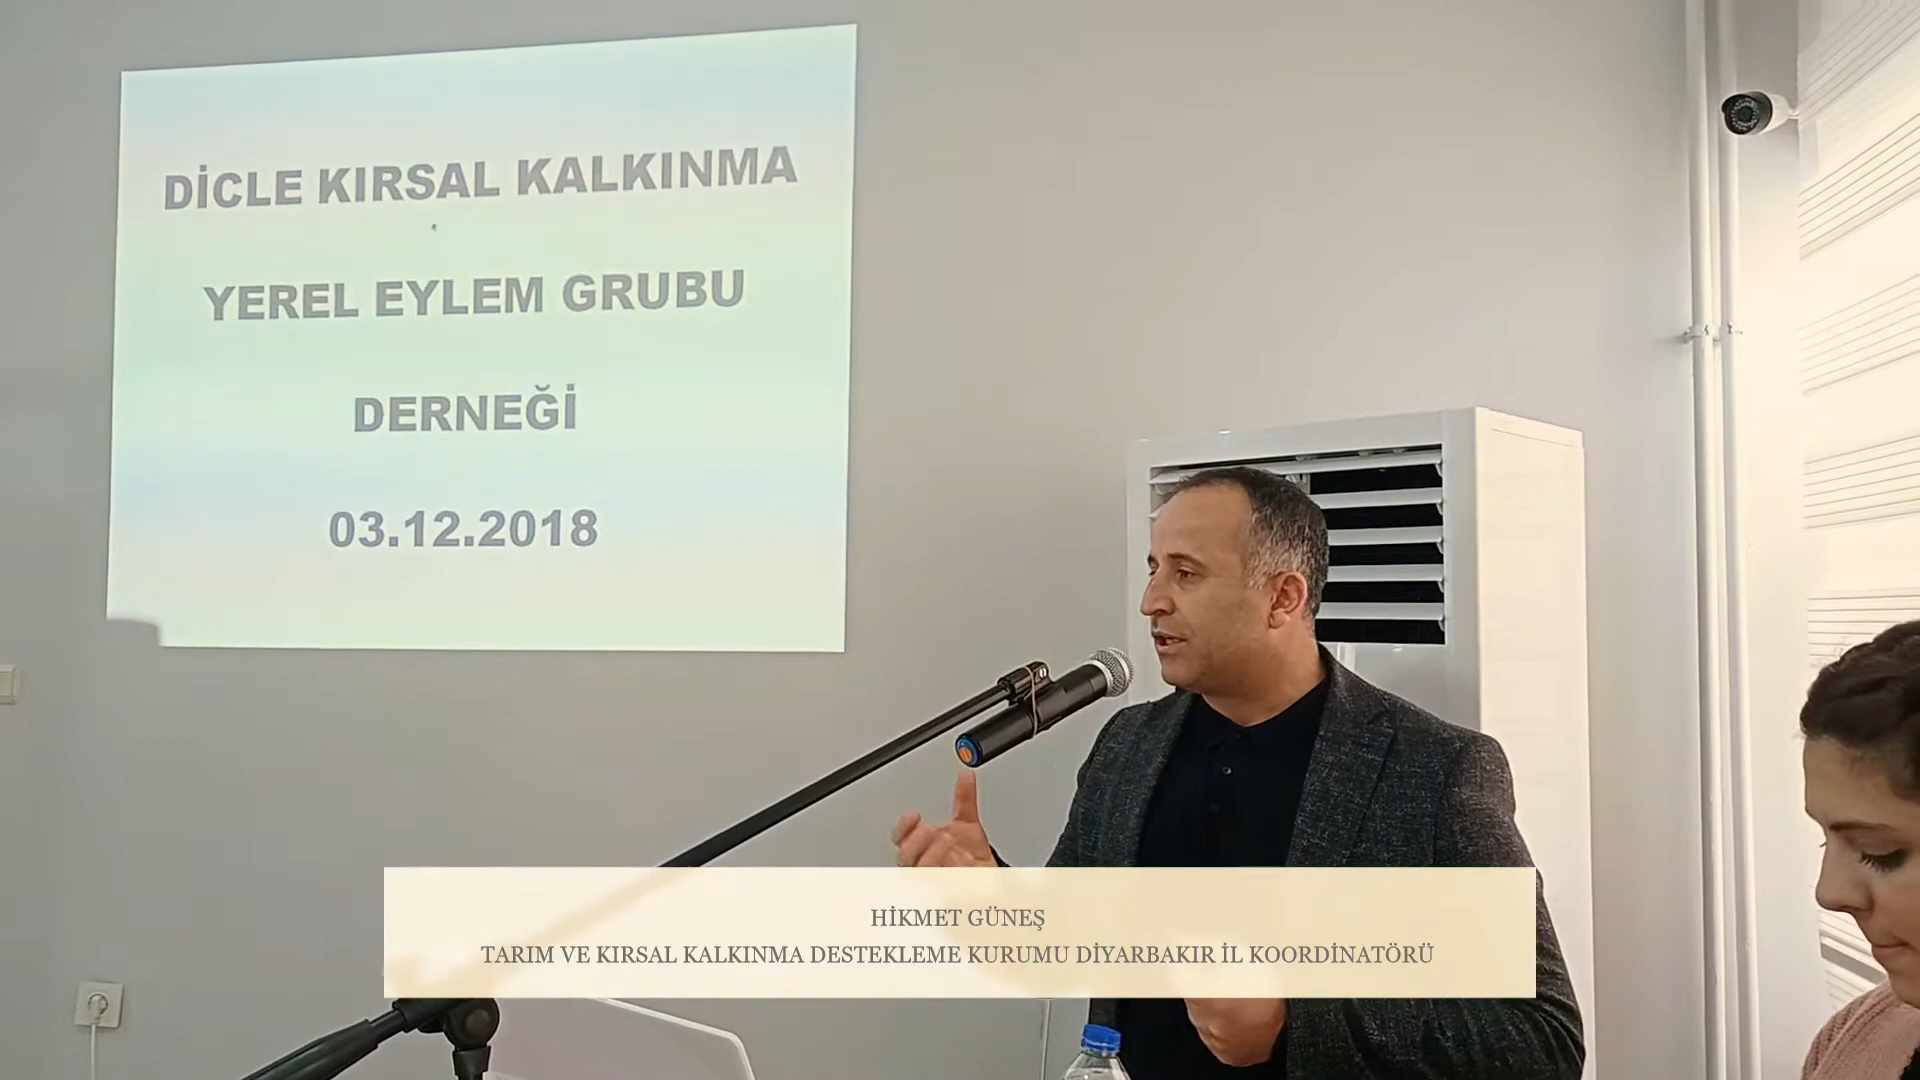 DİCLE KIRSAL KALKINMA
YEREL EYLEM GRUBU
DERNEĞİ
03.12.2018
HİKMET GÜNEŞ
TARIM VE KIRSAL KALKINMA DESTEKLEME KURUMU DİYARBAKIR İL KOORDİNATÖRÜ